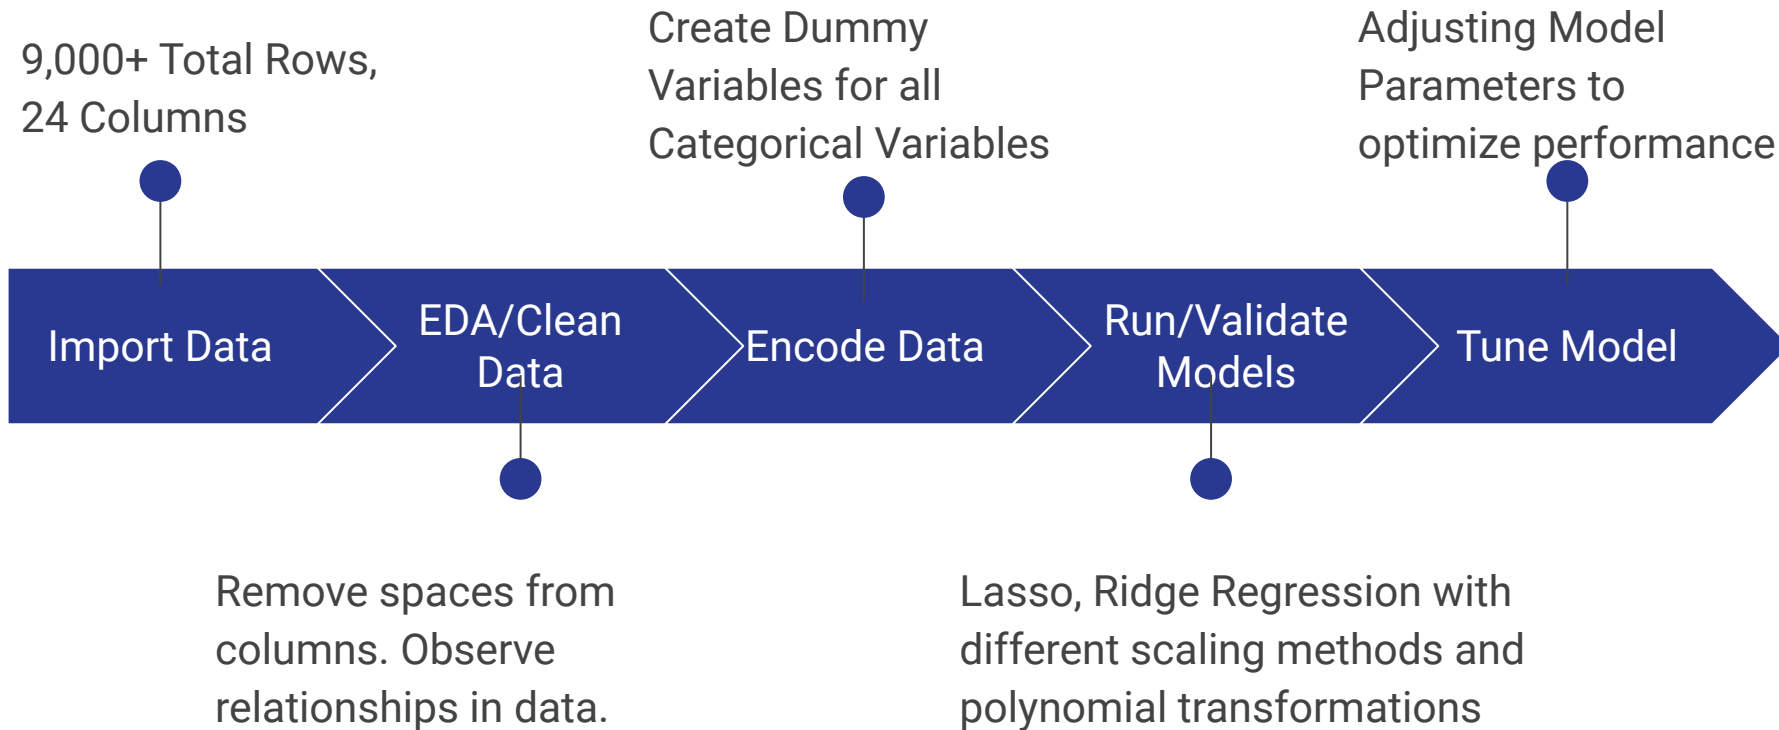 9,000+ Total Rows,
24 Columns
Create Dummy
Variables for all
Categorical Variables
Adjusting Model
Parameters to
optimize performance
Import Data
EDA/Clean
Data
Encode Data
Run/Validate
Models
Tune Model
Remove spaces from
columns. Observe
relationships in data.
Lasso, Ridge Regression with
different scaling methods and
polynomial transformations